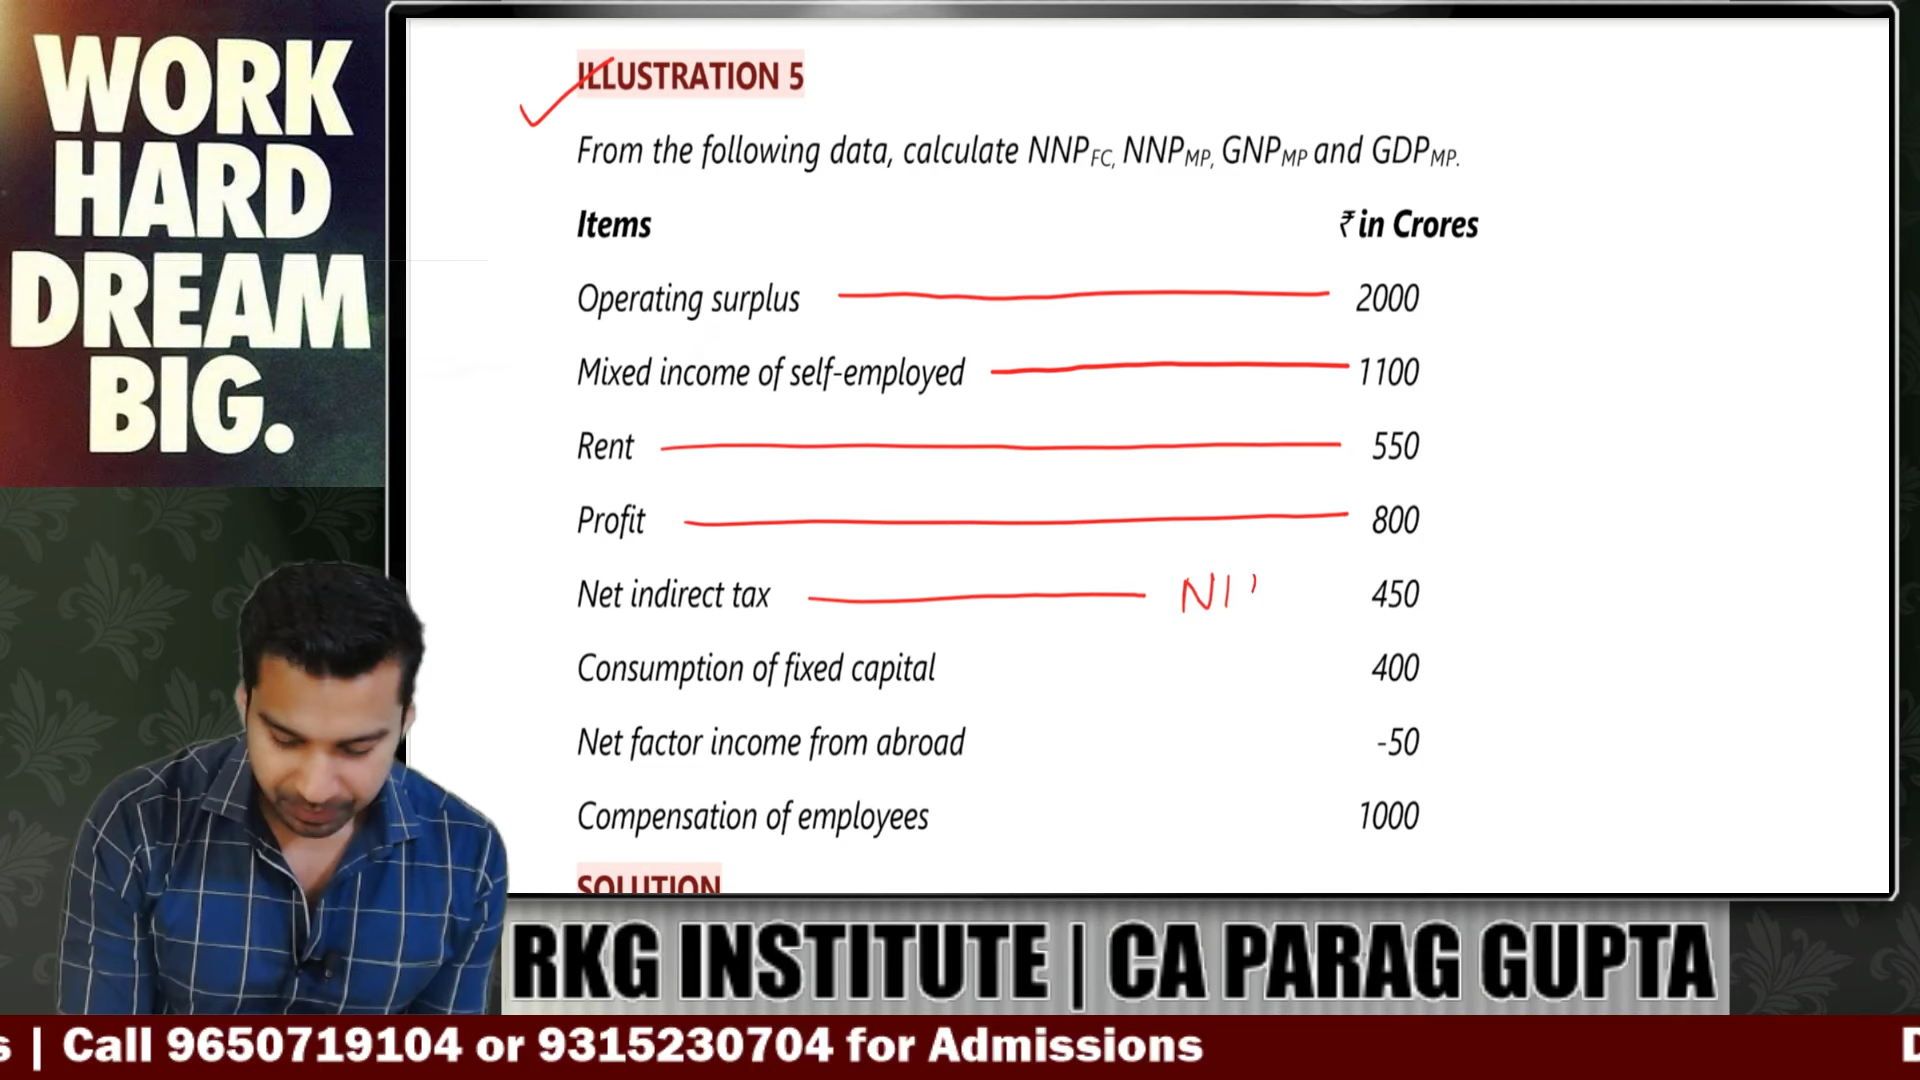 WORK
HARD
DREAM
BIG.
ILLUSTRATION 5
From the following data, calculate NNPFC, NNPMP, GNPMP and GDPMP.
Items ₹ in Crores
Operating surplus 2000
Mixed income of self-employed 1100
Rent 550
Profit 800
Net indirect tax NI 450
Consumption of fixed capital 400
Net factor income from abroad -50
Compensation of employees 1000
SOLUTION
RKG INSTITUTE | CA PARAG GUPTA
s | Call 9650719104 or 9315230704 for Admissions D